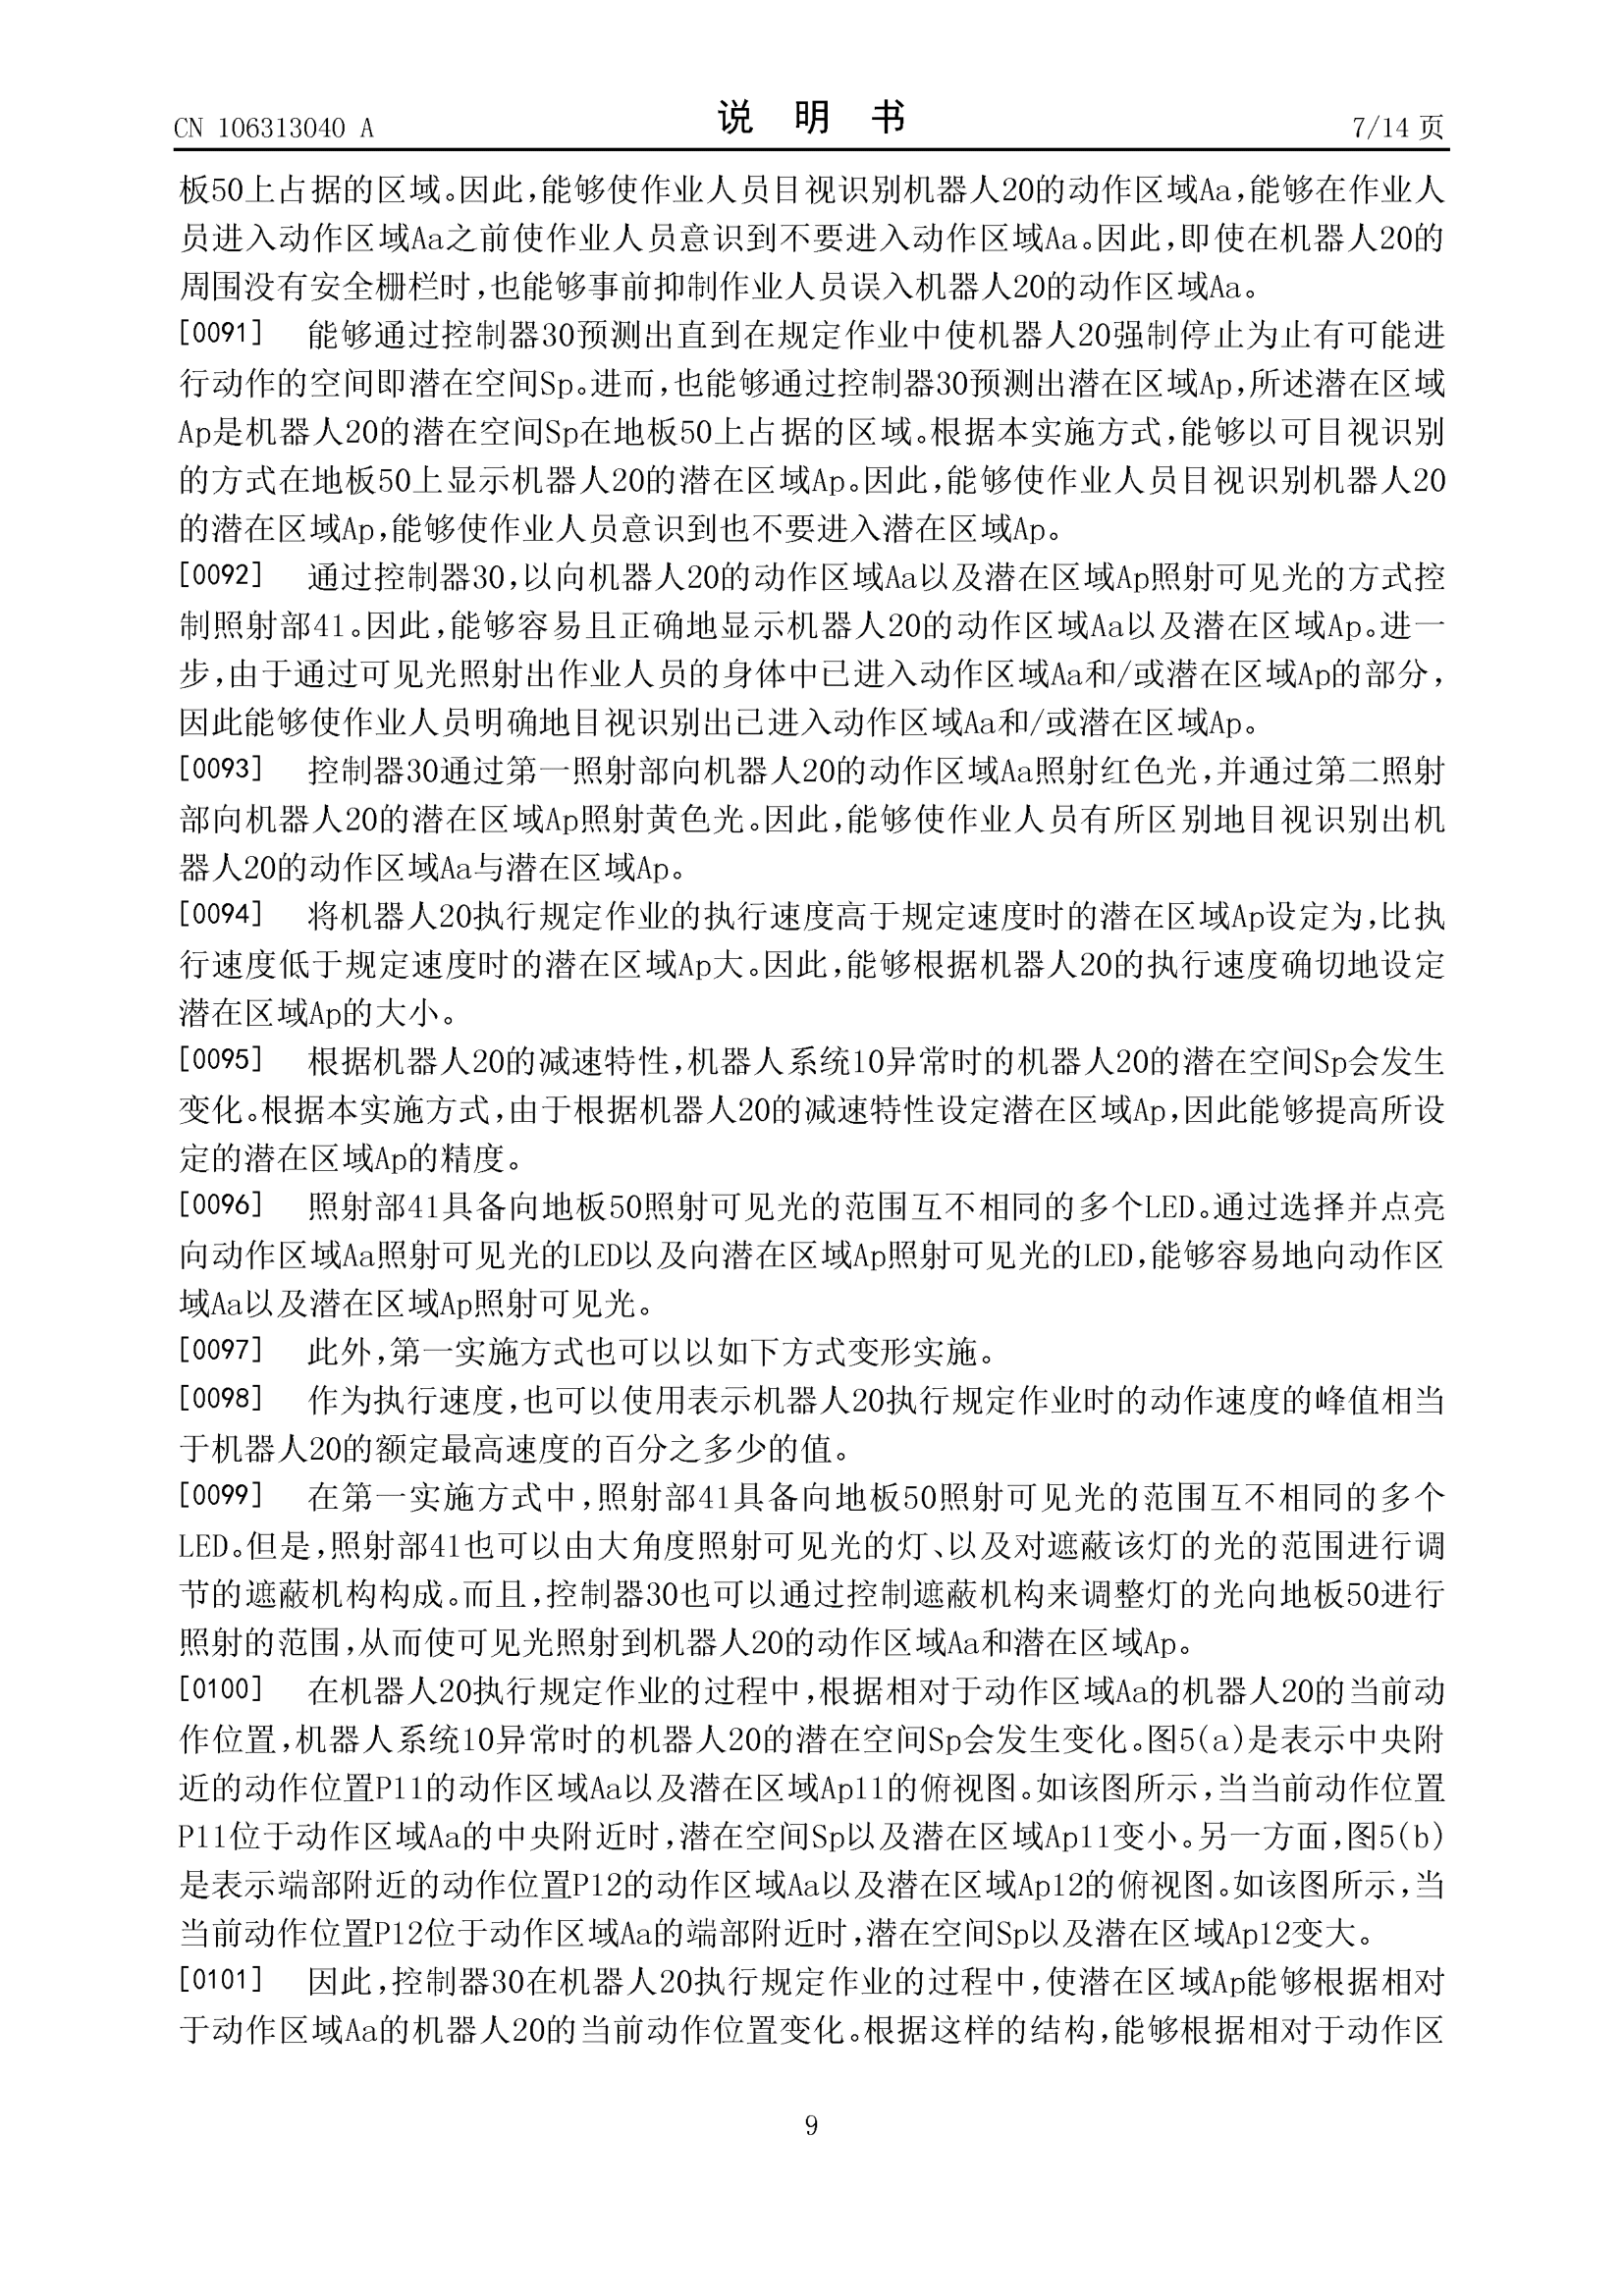 CN 106313040 A
说 明 书
7/14 页
板50上占据的区域。因此,能够使作业人员目视识别机器人20的动作区域Aa,能够在作业人
员进入动作区域Aa之前使作业人员意识到不要进入动作区域Aa。因此,即使在机器人20的
周围没有安全栅栏时,也能够事前抑制作业人员误入机器人20的动作区域Aa。
[0091] 能够通过控制器30预测出直到在规定作业中使机器人20强制停止为止有可能进
行动作的空间即潜在空间Sp。进而,也能够通过控制器30预测出潜在区域Ap,所述潜在区域
Ap是机器人20的潜在空间Sp在地板50上占据的区域。根据本实施方式,能够以可目视识别
的方式在地板50上显示机器人20的潜在区域Ap。因此,能够使作业人员目视识别机器人20
的潜在区域Ap,能够使作业人员意识到也不要进入潜在区域Ap。
[0092] 通过控制器30,以向机器人20的动作区域Aa以及潜在区域Ap照射可见光的方式控
制照射部41。因此,能够容易且正确地显示机器人20的动作区域Aa以及潜在区域Ap。进一
步,由于通过可见光照射出作业人员的身体中已进入动作区域Aa和/或潜在区域Ap的部分,
因此能够使作业人员明确地目视识别出已进入动作区域Aa和/或潜在区域Ap。
[0093] 控制器30通过第一照射部向机器人20的动作区域Aa照射红色光,并通过第二照射
部向机器人20的潜在区域Ap照射黄色光。因此,能够使作业人员有所区别地目视识别出机
器人20的动作区域Aa与潜在区域Ap。
[0094] 将机器人20执行规定作业的执行速度高于规定速度时的潜在区域Ap设定为,比执
行速度低于规定速度时的潜在区域Ap大。因此,能够根据机器人20的执行速度确切地设定
潜在区域Ap的大小。
[0095] 根据机器人20的减速特性,机器人系统10异常时的机器人20的潜在空间Sp会发生
变化。根据本实施方式,由于根据机器人20的减速特性设定潜在区域Ap,因此能够提高所设
定的潜在区域Ap的精度。
[0096] 照射部41具备向地板50照射可见光的范围互不相同的多个LED。通过选择并点亮
向动作区域Aa照射可见光的LED以及向潜在区域Ap照射可见光的LED,能够容易地向动作区
域Aa以及潜在区域Ap照射可见光。
[0097] 此外,第一实施方式也可以以如下方式变形实施。
[0098] 作为执行速度,也可以使用表示机器人20执行规定作业时的动作速度的峰值相当
于机器人20的额定最高速度的百分之多少的值。
[0099] 在第一实施方式中,照射部41具备向地板50照射可见光的范围互不相同的多个
LED。但是,照射部41也可以由大角度照射可见光的灯、以及对遮蔽该灯的光的范围进行调
节的遮蔽机构构成。而且,控制器30也可以通过控制遮蔽机构来调整灯的光向地板50进行
照射的范围,从而使可见光照射到机器人20的动作区域Aa和潜在区域Ap。
[0100] 在机器人20执行规定作业的过程中,根据相对于动作区域Aa的机器人20的当前动
作位置,机器人系统10异常时的机器人20的潜在空间Sp会发生变化。图5(a)是表示中央附
近的动作位置P11的动作区域Aa以及潜在区域Ap11的俯视图。如该图所示,当当前动作位置
P11位于动作区域Aa的中央附近时,潜在空间Sp以及潜在区域Ap11变小。另一方面,图5(b)
是表示端部附近的动作位置P12的动作区域Aa以及潜在区域Ap12的俯视图。如该图所示,当
当前动作位置P12位于动作区域Aa的端部附近时,潜在空间Sp以及潜在区域Ap12变大。
[0101] 因此,控制器30在机器人20执行规定作业的过程中,使潜在区域Ap能够根据相对
于动作区域Aa的机器人20的当前动作位置变化。根据这样的结构,能够根据相对于动作区
9